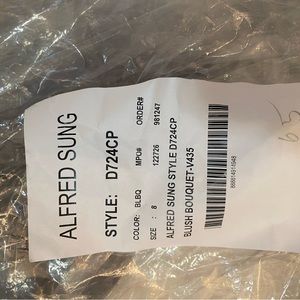 ALFRED SUNG
STYLE: D724CP
COLOR: BLBQ MPO# ORDER#
SIZE : 8 122726 981247
ALFRED SUNG STYLE D724CP
BLUSH BOUQUET-V435